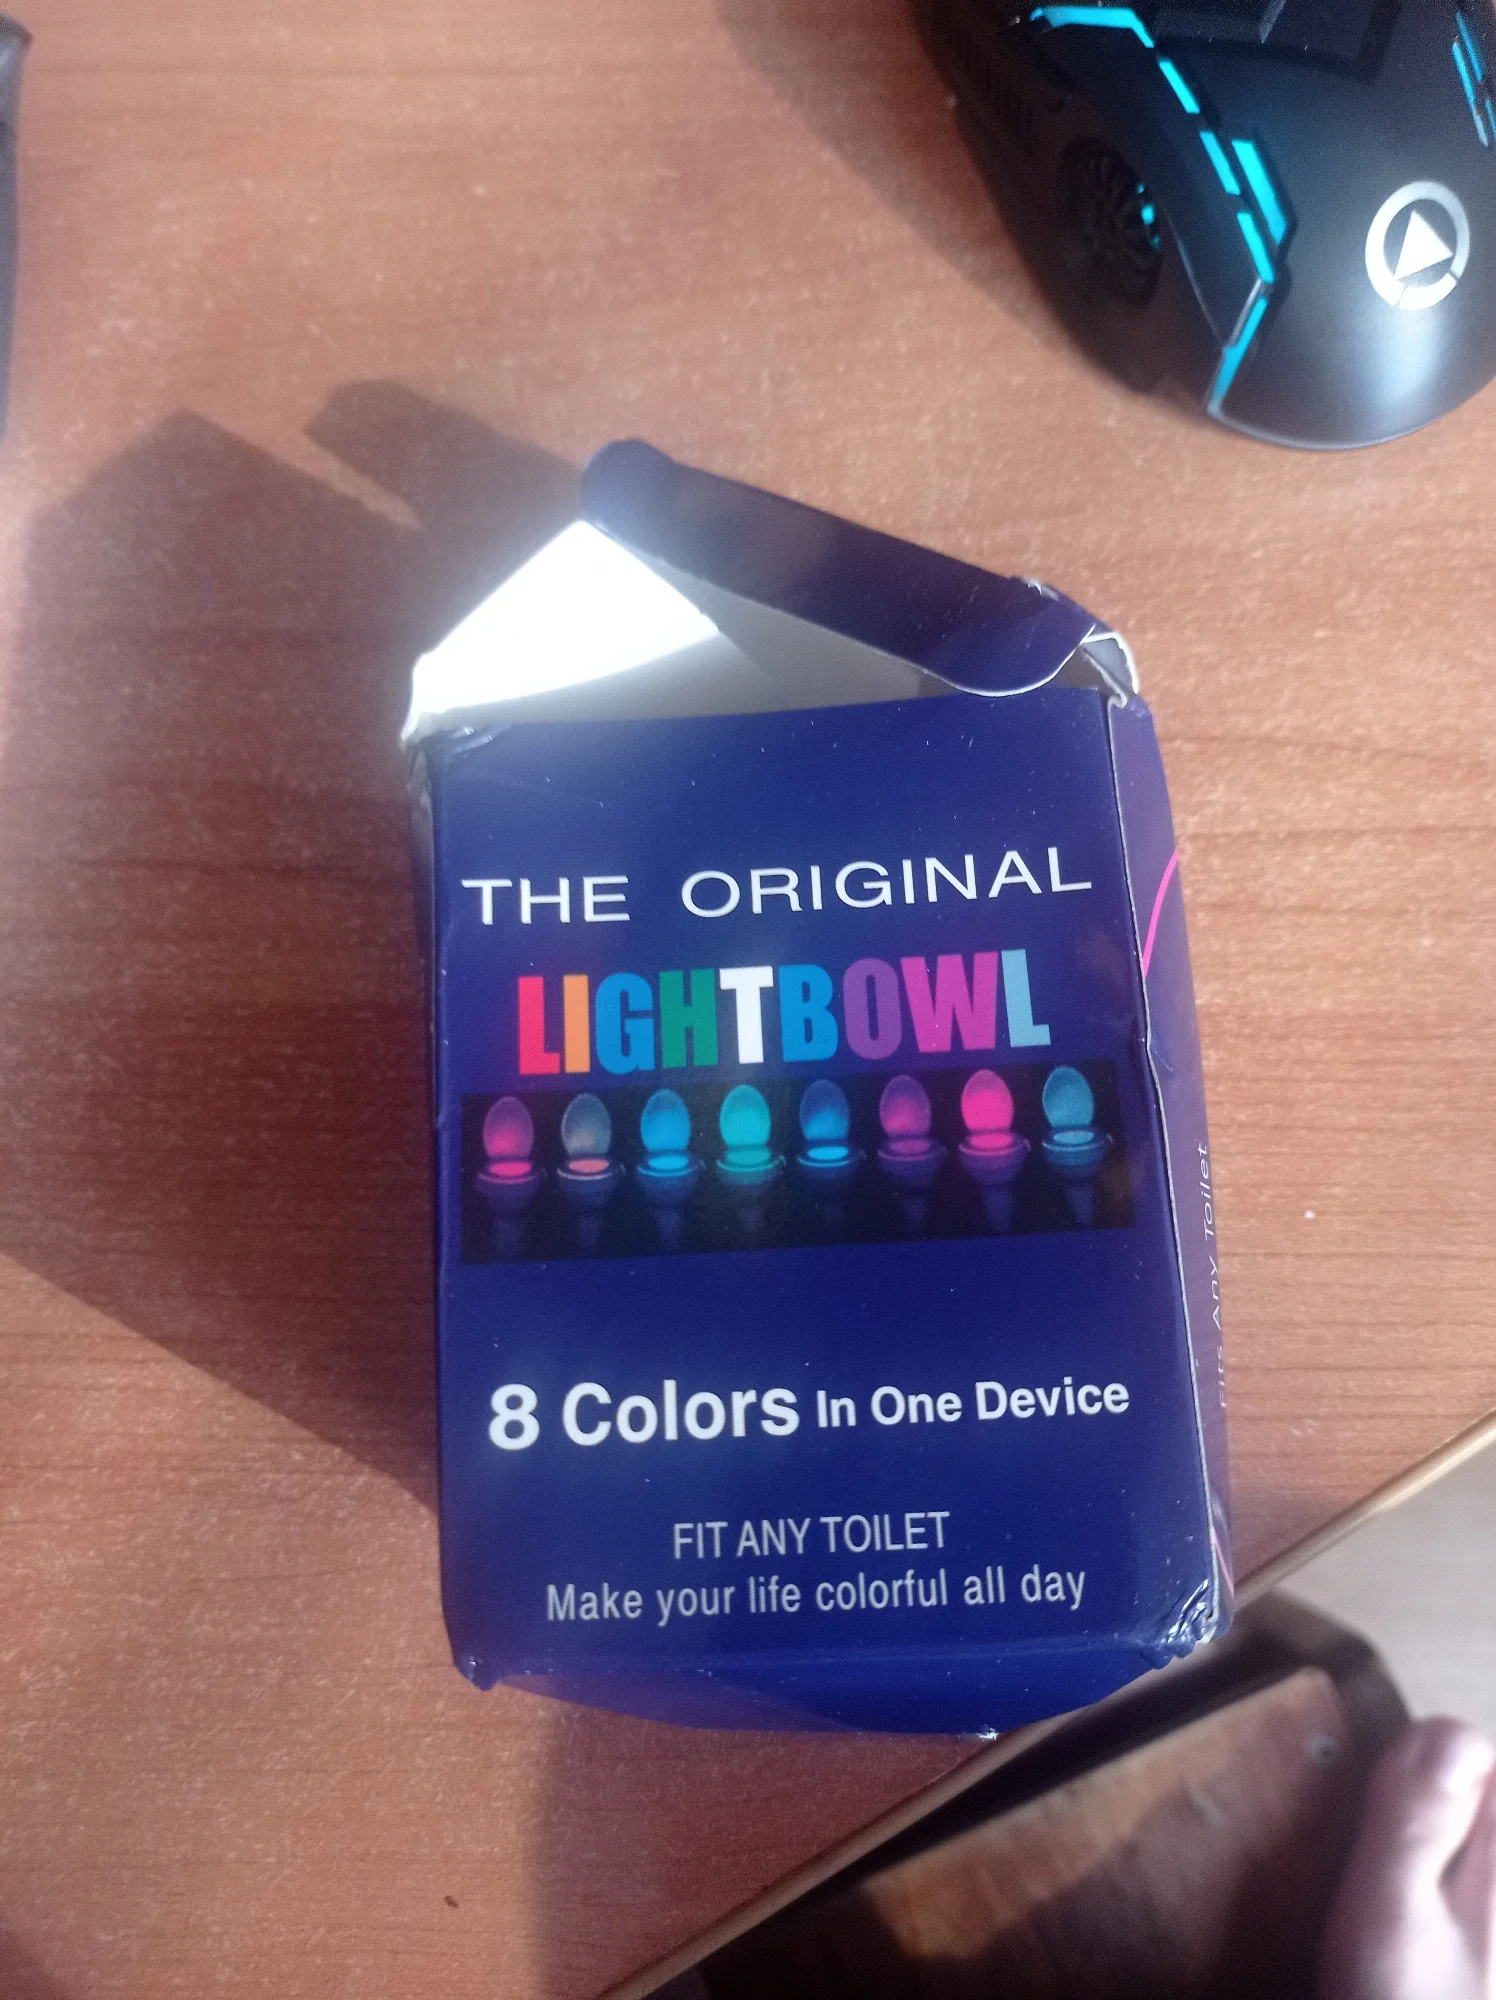 THE ORIGINAL
LIGHTBOWL
8 Colors In One Device
FIT ANY TOILET
Make your life colorful all day
Fits Any Toilet